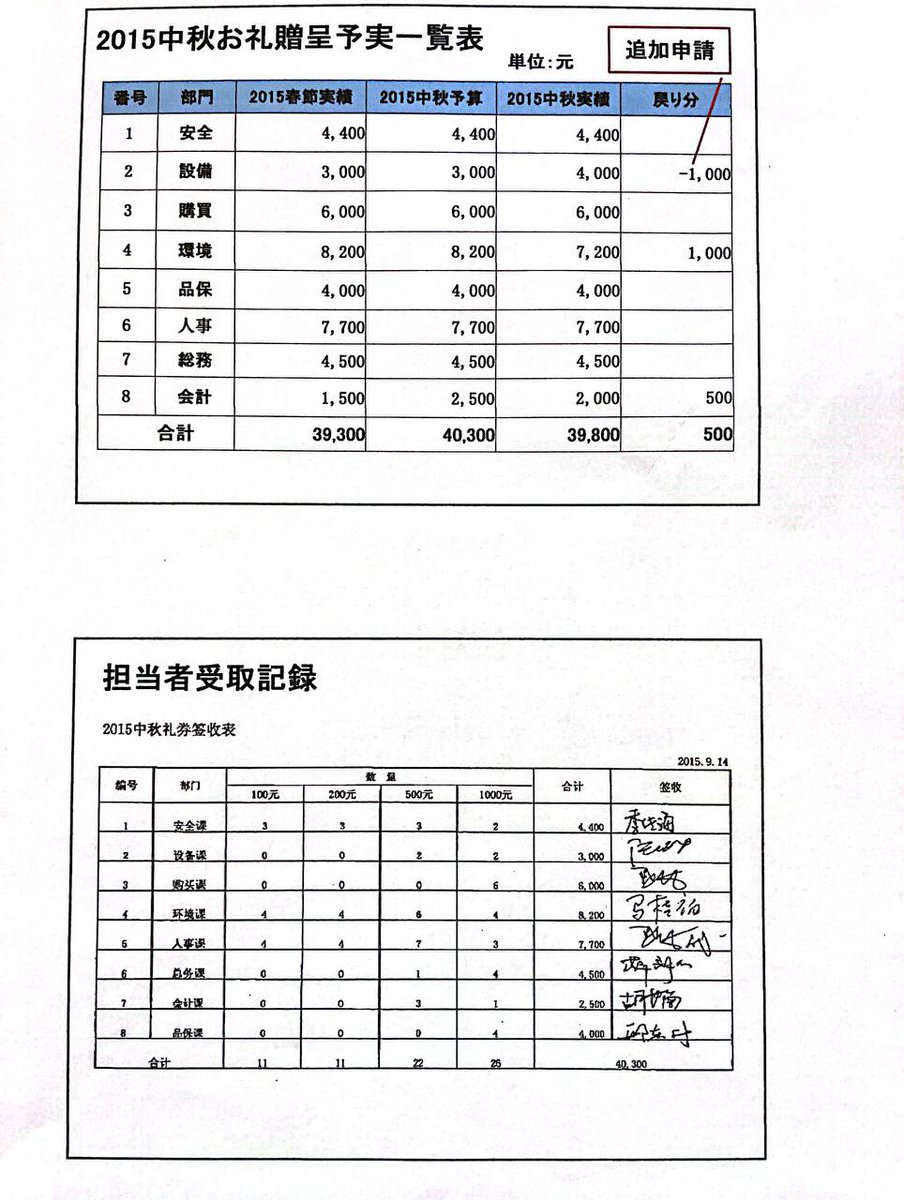 2015中秋お礼贈呈予実一覧表
単位:元
追加申請
番号 部門 2015春節実績 2015中秋予算 2015中秋実績 戻り分
1 安全 4,400 4,400 4,400
2 設備 3,000 3,000 4,000 -1,000
3 購買 6,000 6,000 6,000
4 環境 8,200 8,200 7,200 1,000
5 品保 4,000 4,000 4,000
6 人事 7,700 7,700 7,700
7 総務 4,500 4,500 4,500
8 会計 1,500 2,500 2,000 500
合計 39,300 40,300 39,800 500
担当者受取記録
2015中秋礼券签收表
2015.9.14
编号 部门 数量 合计 签收
100元 200元 500元 1000元
1 安全课 3 3 3 2 4,400
2 设备课 0 0 2 2 3,000
3 购买课 0 0 0 6 6,000
4 环境课 4 4 6 4 8,200
5 人事课 4 4 7 3 7,700
6 总务课 0 0 1 4 4,500
7 会计课 0 0 3 1 2,500
8 品保课 0 0 0 4 4,000
合计 11 11 22 26 40,300